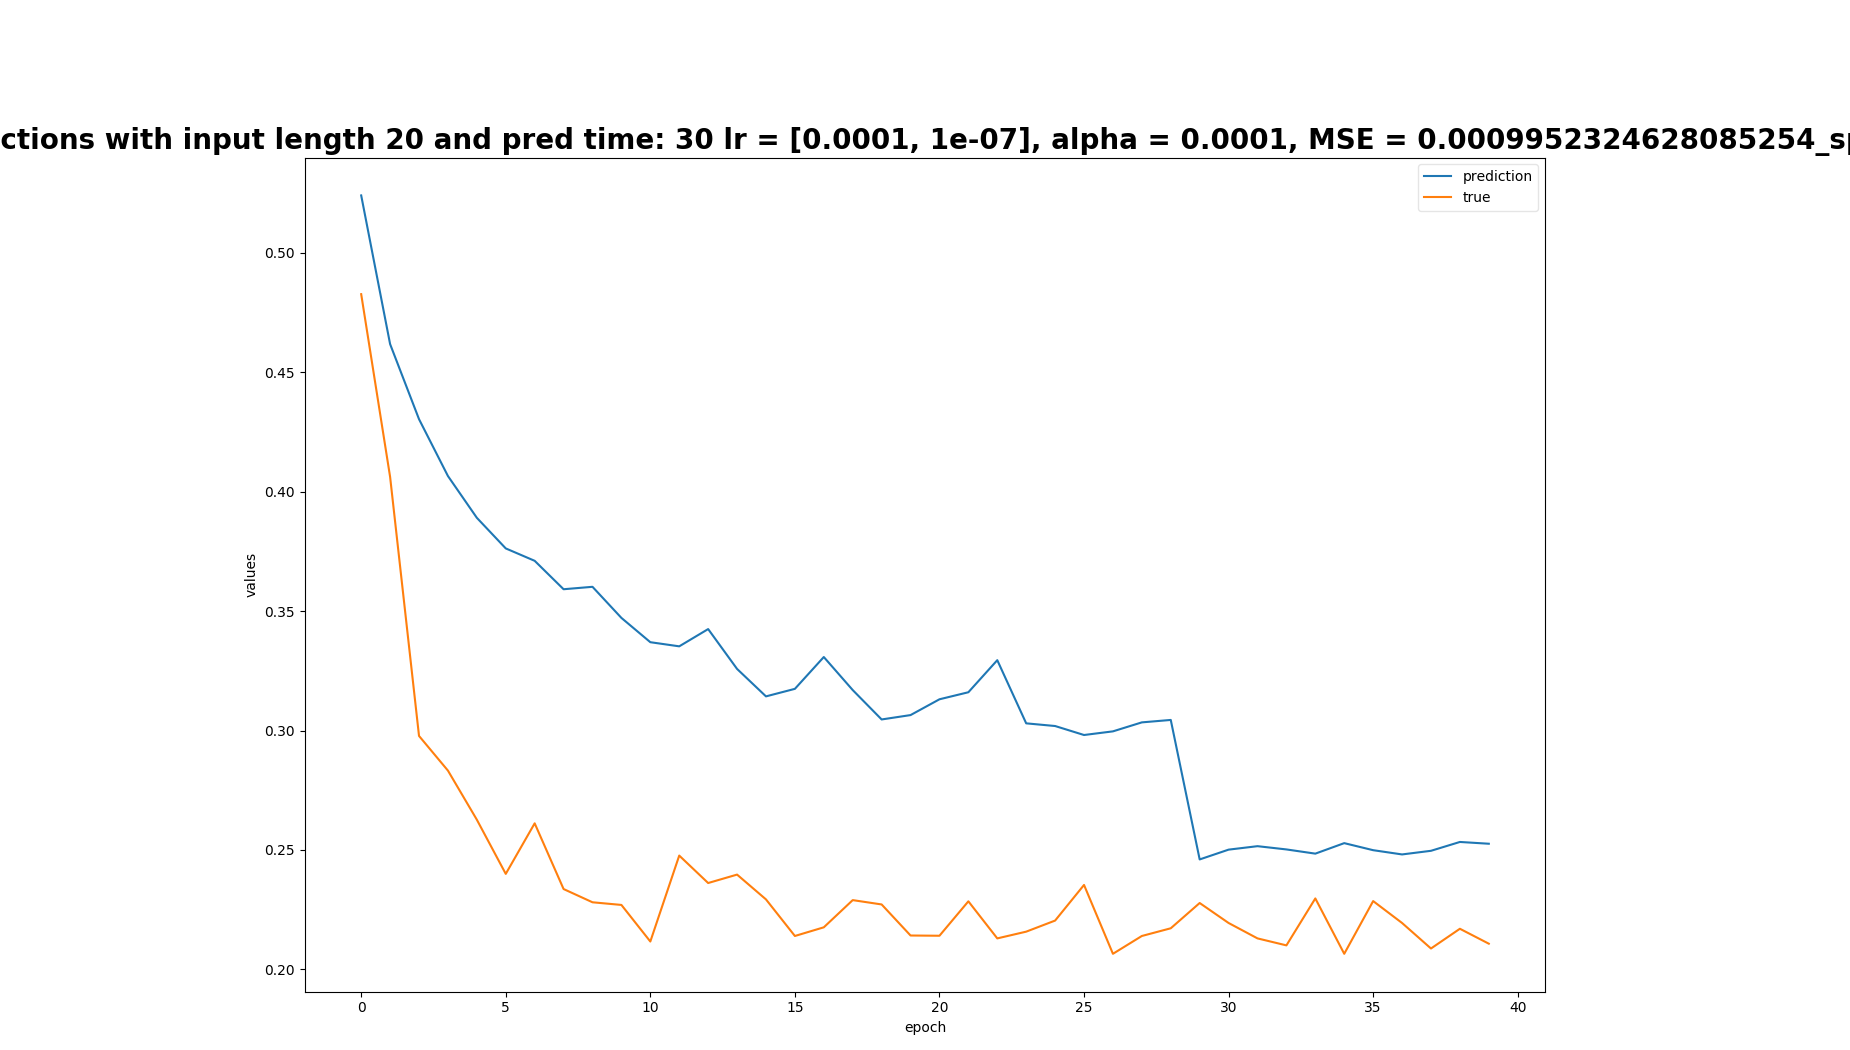 ctions with input length 20 and pred time: 30 lr = [0.0001, 1e-07], alpha = 0.0001, MSE = 0.0009952324628085254_sp
prediction
true
0.50
0.45
0.40
0.35
0.30
0.25
0.20
values
0 5 10 15 20 25 30 35 40
epoch